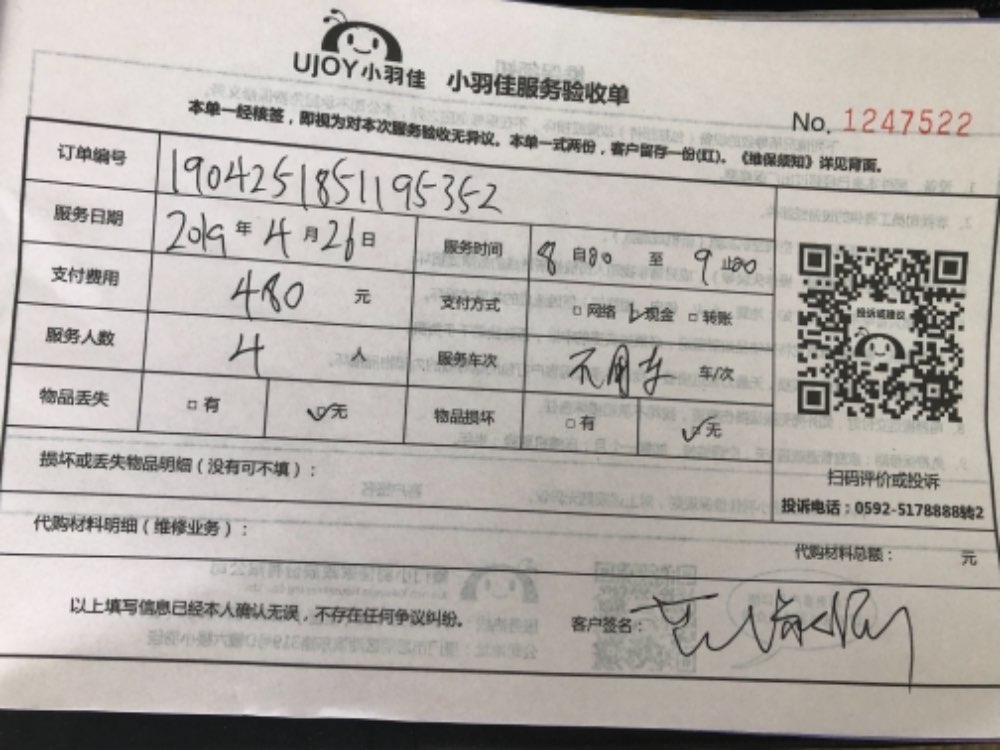 UJOY小羽佳 小羽佳服务验收单
No. 1247522
本单一经核签，即视为对本次服务验收无异议。本单一式两份，客户留存一份(红)。《维保须知》详见背面。
订单编号 190425185119535​2
服务日期 2019 年 4 月 26 日 服务时间 8 自 00 至 9 止 00
支付费用 480 元 支付方式 □网络 ☑现金 □转账
服务人数 4 人 服务车次 不用车 车/次
物品丢失 □有 ☑无 物品损坏 □有 ☑无
投诉或建议
损坏或丢失物品明细（没有可不填）：
扫码评价或投诉
投诉电话：0592-5178888转2
代购材料明细（维修业务）：
代购材料总额： 元
以上填写信息已经本人确认无误，不存在任何争议纠纷。 客户签名：